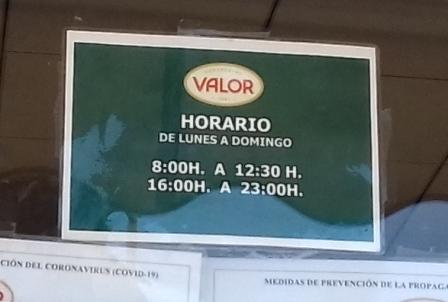 VALOR
HORARIO
DE LUNES A DOMINGO
8:00H. A 12:30 H.
16:00H. A 23:00H.
CIÓN DEL CORONAVIRUS (COVID-19)
MEDIDAS DE PREVENCIÓN DE LA PROPAGA